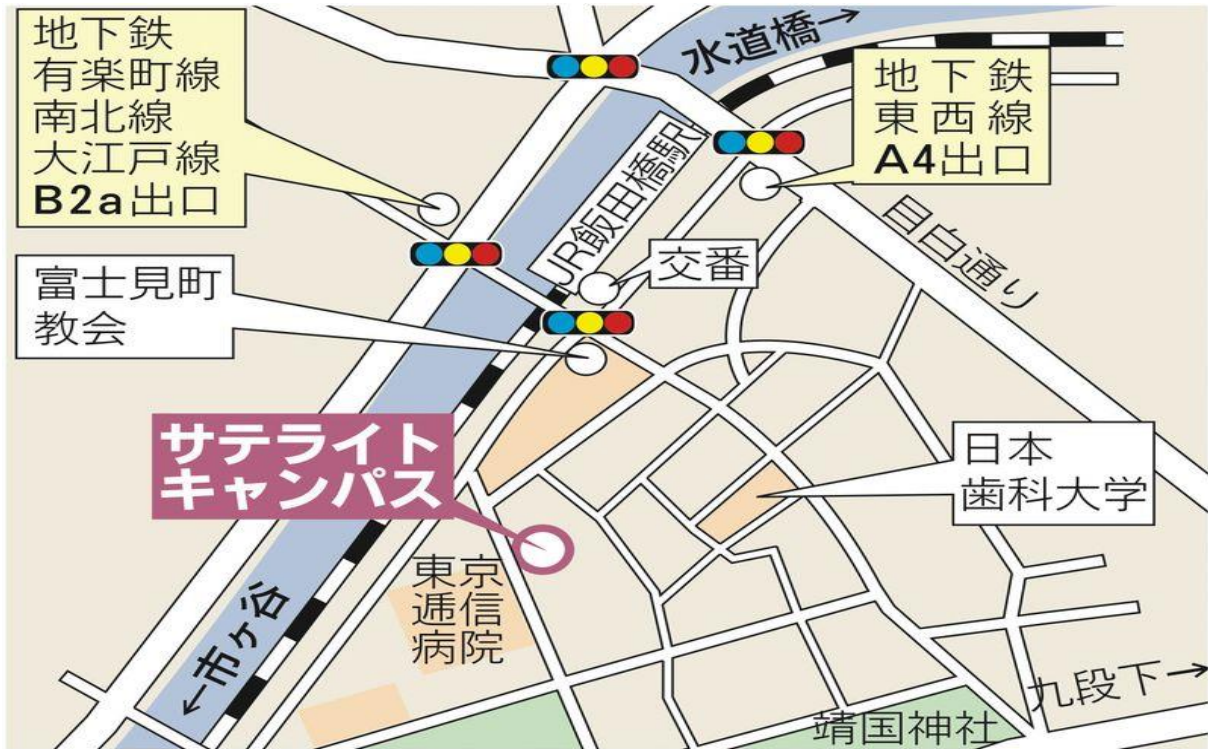 地下鉄
有楽町線
南北線
大江戸線
B2a出口
水道橋→
地下鉄
東西線
A4出口
JR飯田橋駅
目白通り
交番
富士見町
教会
サテライト
キャンパス
日本
歯科大学
東京
逓信
病院
←市ヶ谷
九段下→
靖国神社